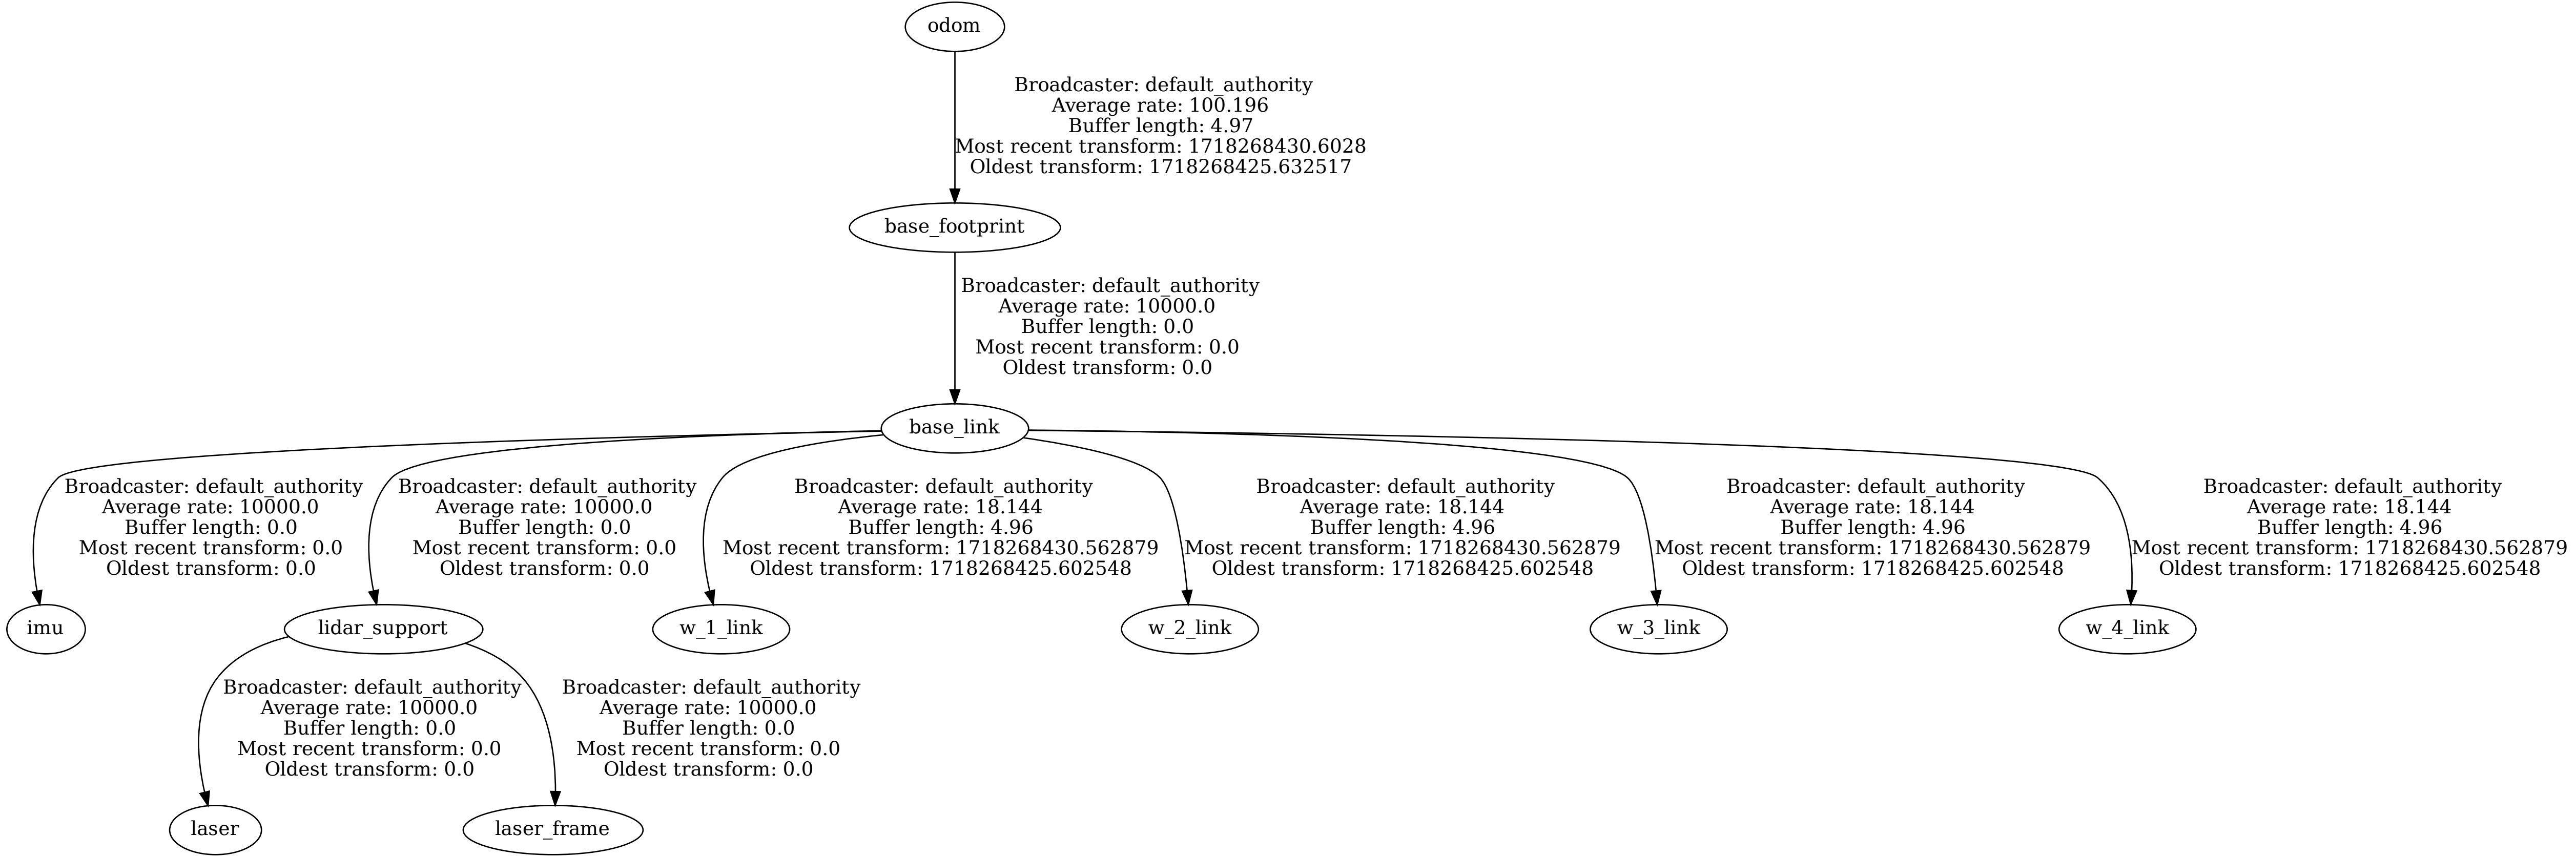 odom
Broadcaster: default_authority
Average rate: 100.196
Buffer length: 4.97
Most recent transform: 1718268430.6028
Oldest transform: 1718268425.632517
base_footprint
Broadcaster: default_authority
Average rate: 10000.0
Buffer length: 0.0
Most recent transform: 0.0
Oldest transform: 0.0
base_link
Broadcaster: default_authority
Average rate: 10000.0
Buffer length: 0.0
Most recent transform: 0.0
Oldest transform: 0.0
Broadcaster: default_authority
Average rate: 10000.0
Buffer length: 0.0
Most recent transform: 0.0
Oldest transform: 0.0
Broadcaster: default_authority
Average rate: 18.144
Buffer length: 4.96
Most recent transform: 1718268430.562879
Oldest transform: 1718268425.602548
Broadcaster: default_authority
Average rate: 18.144
Buffer length: 4.96
Most recent transform: 1718268430.562879
Oldest transform: 1718268425.602548
Broadcaster: default_authority
Average rate: 18.144
Buffer length: 4.96
Most recent transform: 1718268430.562879
Oldest transform: 1718268425.602548
Broadcaster: default_authority
Average rate: 18.144
Buffer length: 4.96
Most recent transform: 1718268430.562879
Oldest transform: 1718268425.602548
imu
lidar_support
w_1_link
w_2_link
w_3_link
w_4_link
Broadcaster: default_authority
Average rate: 10000.0
Buffer length: 0.0
Most recent transform: 0.0
Oldest transform: 0.0
Broadcaster: default_authority
Average rate: 10000.0
Buffer length: 0.0
Most recent transform: 0.0
Oldest transform: 0.0
laser
laser_frame